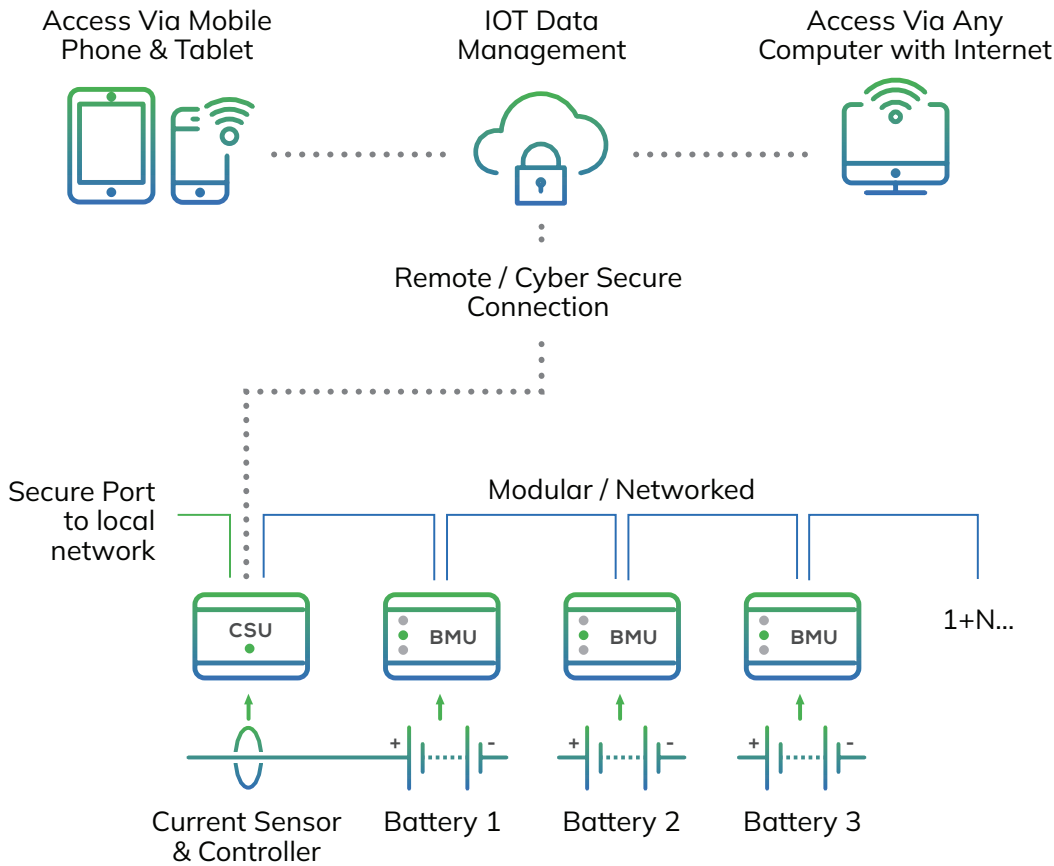 Access Via Mobile
Phone & Tablet
IOT Data
Management
Access Via Any
Computer with Internet
Remote / Cyber Secure
Connection
Secure Port
to local
network
Modular / Networked
CSU
BMU
BMU
BMU
1+N...
+ -
+ -
+ -
Current Sensor
& Controller
Battery 1
Battery 2
Battery 3